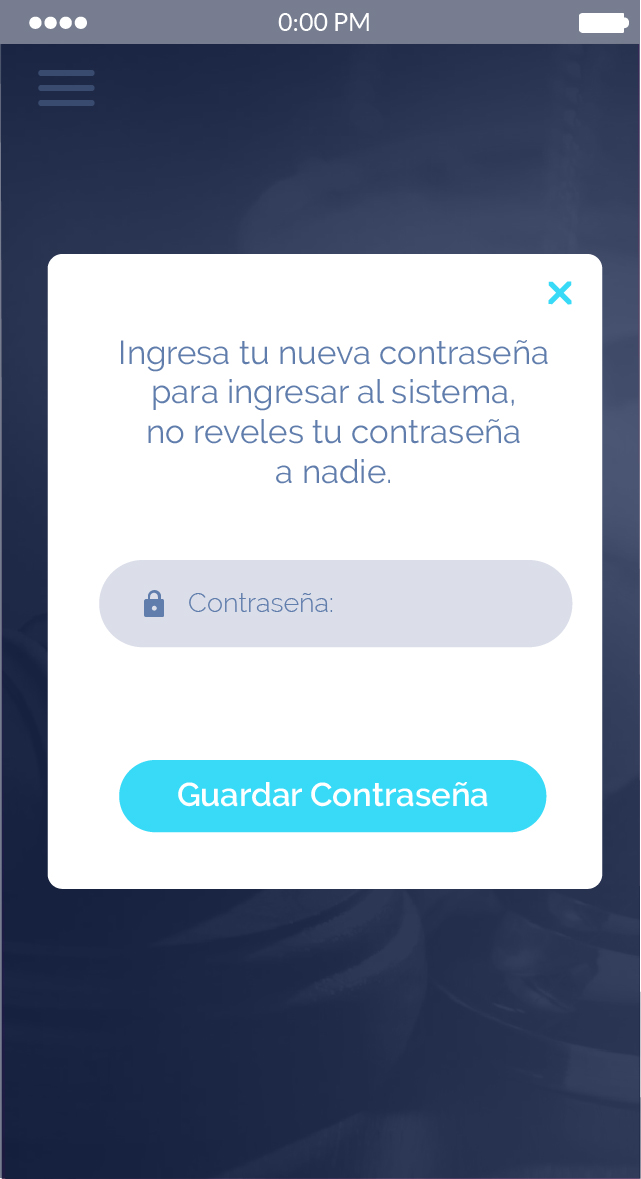 0:00 PM
Ingresa tu nueva contraseña
para ingresar al sistema,
no reveles tu contraseña
a nadie.
Contraseña:
Guardar Contraseña